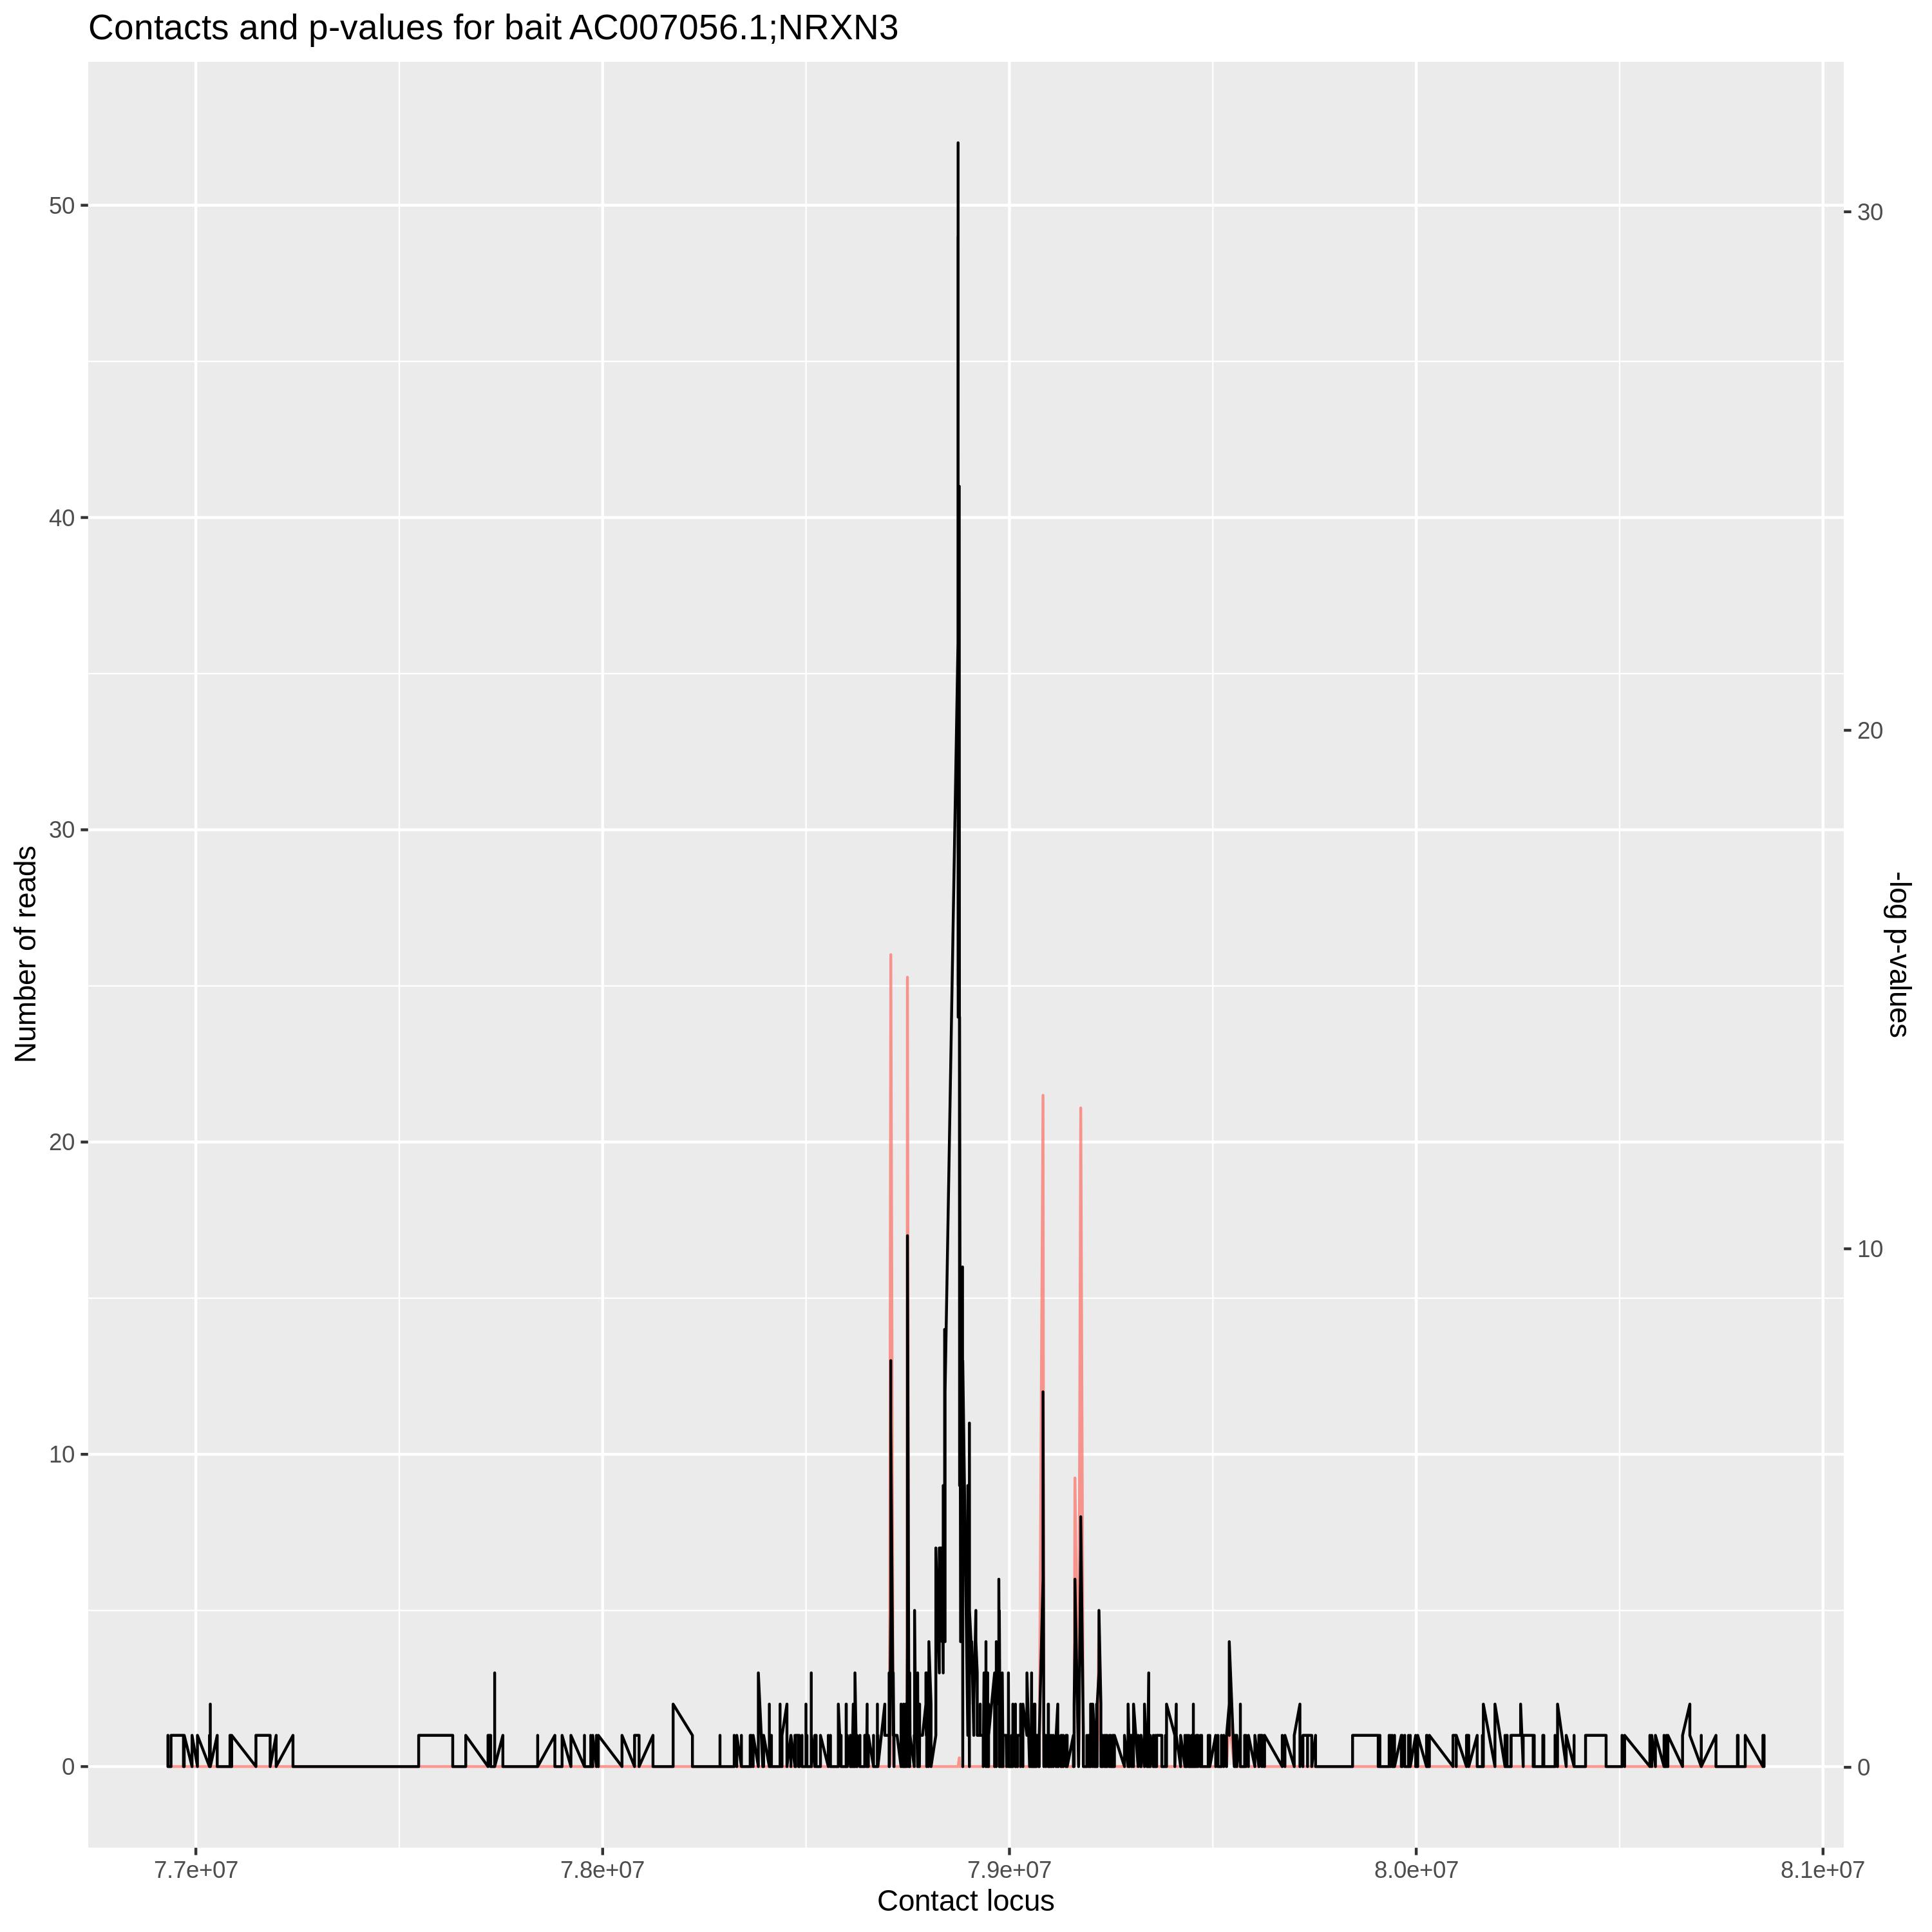 Contacts and p-values for bait AC007056.1;NRXN3
50
40
30
20
10
0
Number of reads
30
20
10
0
-log p-values
7.7e+07 7.8e+07 7.9e+07 8.0e+07 8.1e+07
Contact locus